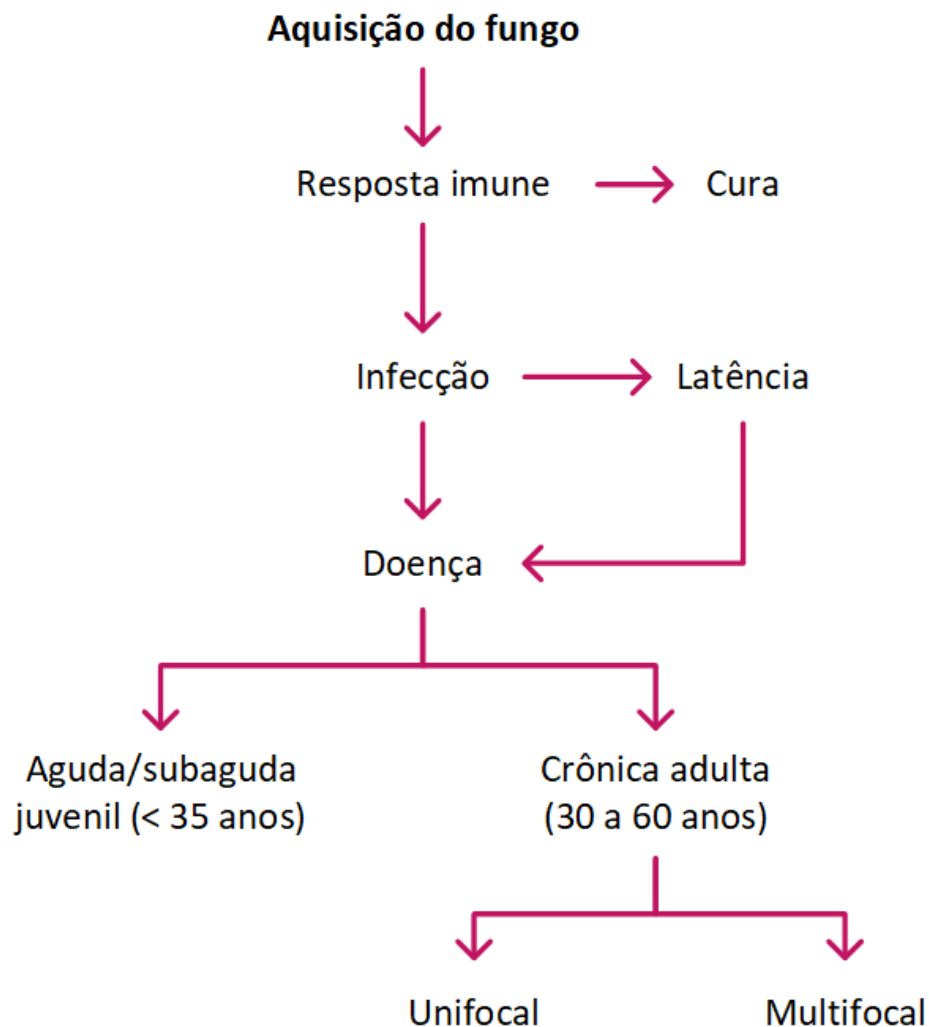 Aquisição do fungo
Resposta imune
Cura
Infecção
Latência
Doença
Aguda/subaguda
juvenil (< 35 anos)
Crônica adulta
(30 a 60 anos)
Unifocal
Multifocal